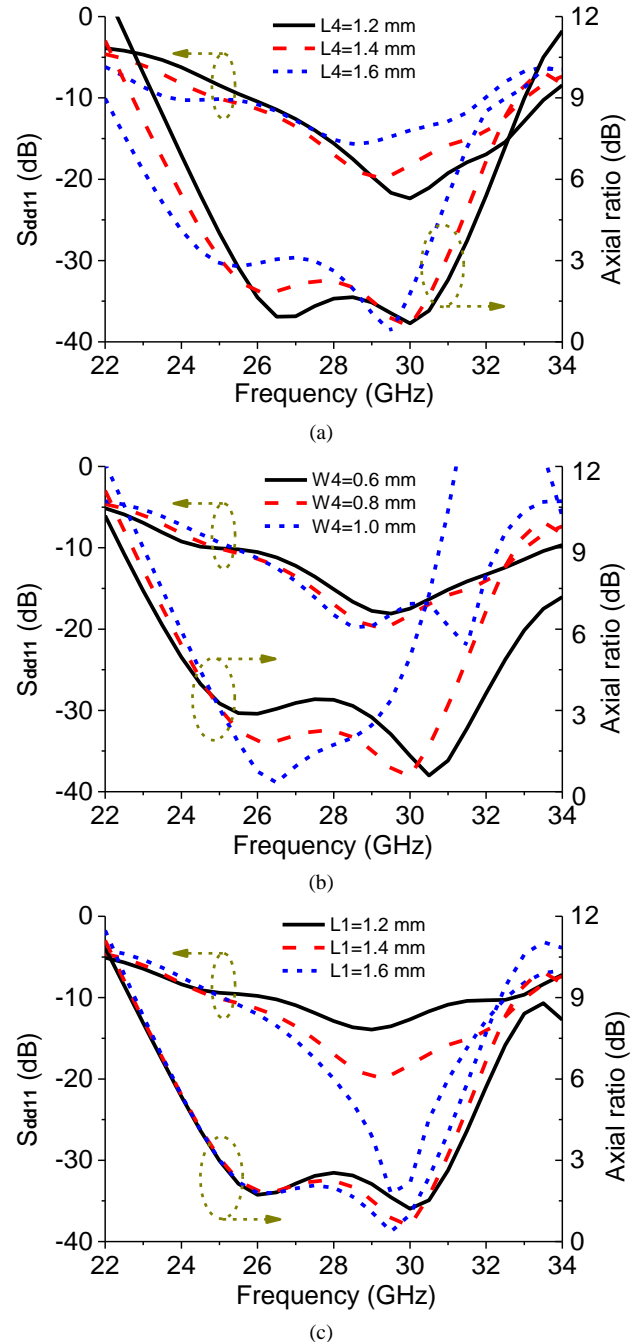 L4=1.2 mm
L4=1.4 mm
L4=1.6 mm
0
-10
-20
-30
-40
Sdd11 (dB)
12
9
6
3
0
Axial ratio (dB)
22 24 26 28 30 32 34
Frequency (GHz)
(a)
W4=0.6 mm
W4=0.8 mm
W4=1.0 mm
0
-10
-20
-30
-40
Sdd11 (dB)
12
9
6
3
0
Axial ratio (dB)
22 24 26 28 30 32 34
Frequency (GHz)
(b)
L1=1.2 mm
L1=1.4 mm
L1=1.6 mm
0
-10
-20
-30
-40
Sdd11 (dB)
12
9
6
3
0
Axial ratio (dB)
22 24 26 28 30 32 34
Frequency (GHz)
(c)